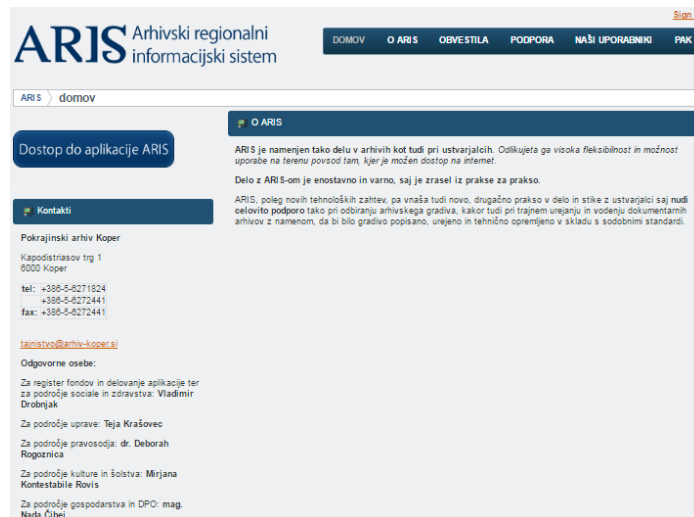 Sign
ARIS Arhivski regionalni
informacijski sistem
DOMOV O ARIS OBVESTILA PODPORA NAŠI UPORABNIKI PAK
ARIS domov
Dostop do aplikacije ARIS
Kontakti
Pokrajinski arhiv Koper
Kapodistriasov trg 1
6000 Koper
tel: +386-5-6271824
+386-5-6272441
fax: +386-5-6272441
tajnistvo@arhiv-koper.si
Odgovorne osebe:
Za register fondov in delovanje aplikacije ter
za področje sociale in zdravstva: Vladimir
Drobnjak
Za področje uprave: Teja Krašovec
Za področje pravosodja: dr. Deborah
Rogoznica
Za področje kulture in šolstva: Mirjana
Kontestabile Rovis
Za področje gospodarstva in DPO: mag.
Nada Čibej
O ARIS
ARIS je namenjen tako delu v arhivih kot tudi pri ustvarjalcih. Odlikujeta ga visoka fleksibilnost in možnost
uporabe na terenu povsod tam, kjer je možen dostop na internet.
Delo z ARIS-om je enostavno in varno, saj je zrasel iz prakse za prakso.
ARIS, poleg novih tehnoloških zahtev, pa vnaša tudi novo, drugačno prakso v delo in stike z ustvarjalci saj nudi
celovito podporo tako pri odbiranju arhivskega gradiva, kakor tudi pri trajnem urejanju in vodenju dokumentarnih
arhivov z namenom, da bi bilo gradivo popisano, urejeno in tehnično opremljeno v skladu s sodobnimi standardi.